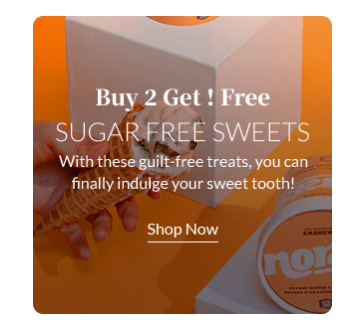 Buy 2 Get ! Free
SUGAR FREE SWEETS
With these guilt-free treats, you can
finally indulge your sweet tooth!
Shop Now
CASHEW
nor